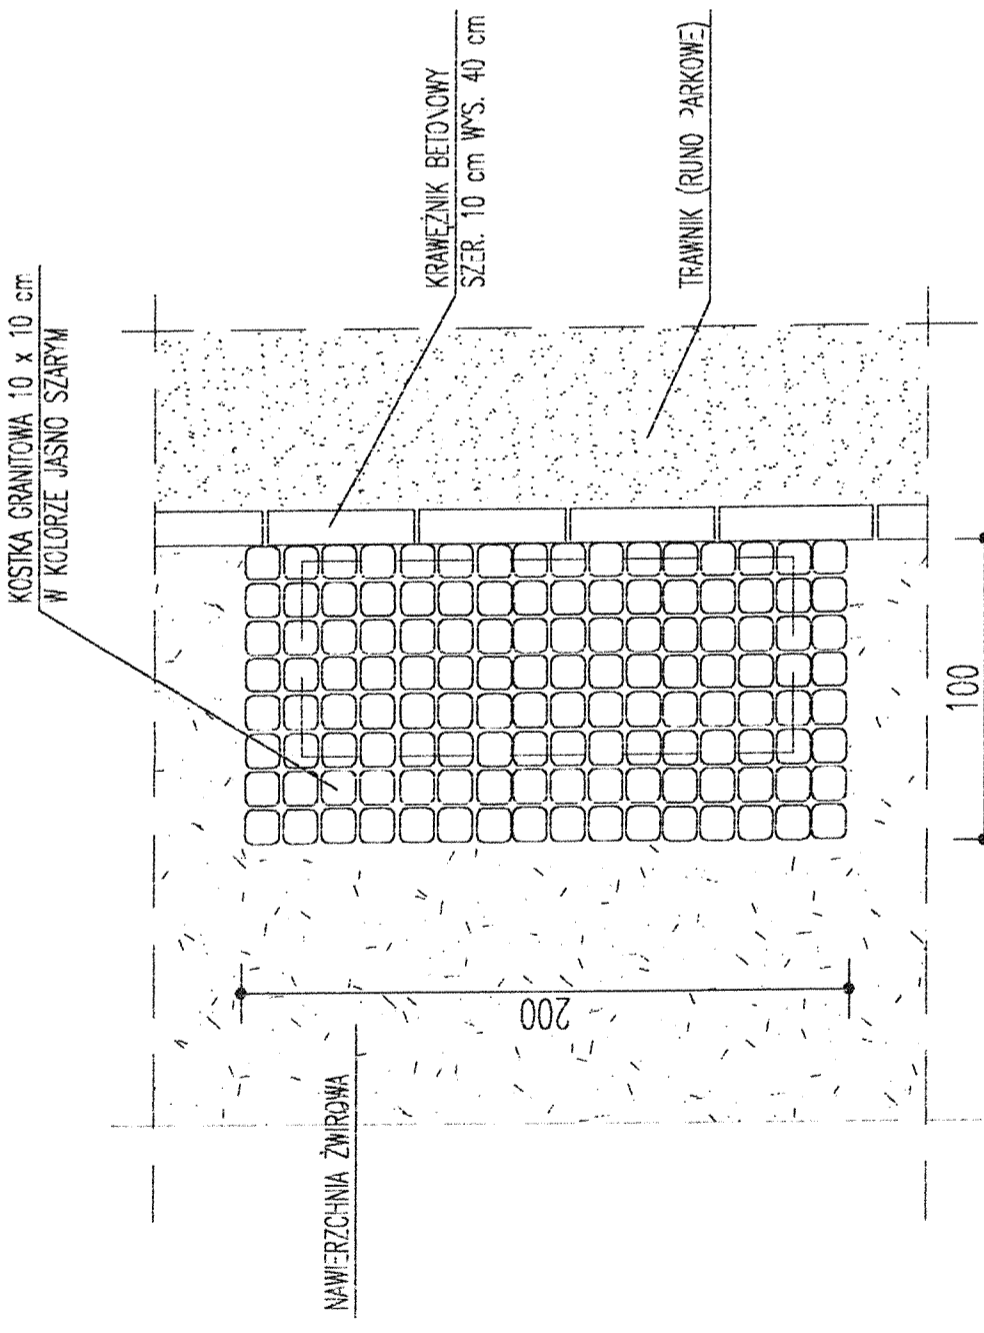 KOSTKA GRANITOWA 10 x 10 cm
W KOLORZE JASNO SZARYM
KRAWĘŻNIK BETONOWY
SZER. 10 cm WYS. 40 cm
TRAWNIK (RUNO PARKOWE)
NAWIERZCHNIA ŻWIROWA
200
100